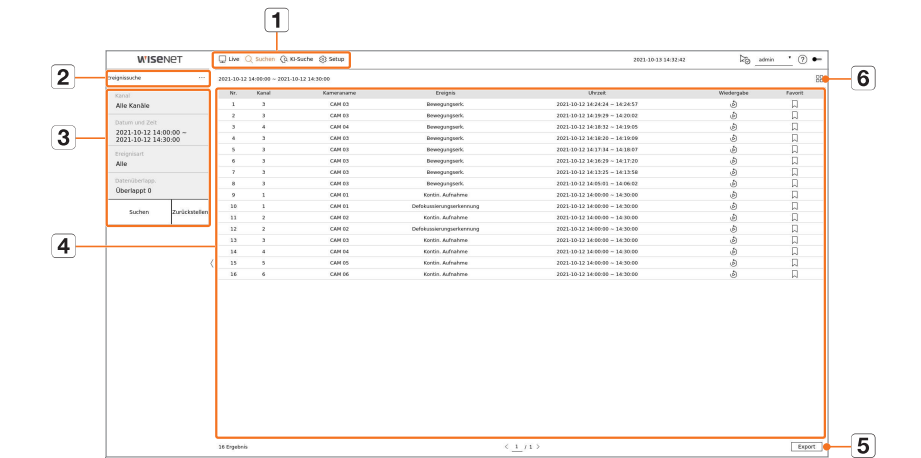 1
WISENET
Live Suchen KI-Suche Setup
2021-10-13 14:32:42
admin
2
Ereignissuche ...
2021-10-12 14:00:00 ~ 2021-10-12 14:30:00
6
3
Kanal
Alle Kanäle
Datum und Zeit
2021-10-12 14:00:00 ~
2021-10-12 14:30:00
Ereignisart
Alle
Datenüberlapp.
Überlappt 0
Suchen Zurückstellen
4
Nr. Kanal Kameraname Ereignis Uhrzeit Wiedergabe Favorit
1 3 CAM 03 Bewegungserk. 2021-10-12 14:24:24 ~ 14:24:57
2 3 CAM 03 Bewegungserk. 2021-10-12 14:19:29 ~ 14:20:02
3 4 CAM 04 Bewegungserk. 2021-10-12 14:18:32 ~ 14:19:05
4 3 CAM 03 Bewegungserk. 2021-10-12 14:18:20 ~ 14:19:09
5 3 CAM 03 Bewegungserk. 2021-10-12 14:17:34 ~ 14:18:07
6 3 CAM 03 Bewegungserk. 2021-10-12 14:16:29 ~ 14:17:20
7 3 CAM 03 Bewegungserk. 2021-10-12 14:13:25 ~ 14:13:58
8 3 CAM 03 Bewegungserk. 2021-10-12 14:05:01 ~ 14:06:02
9 1 CAM 01 Kontin. Aufnahme 2021-10-12 14:00:00 ~ 14:30:00
10 1 CAM 01 Defokussierungserkennung 2021-10-12 14:00:00 ~ 14:30:00
11 2 CAM 02 Kontin. Aufnahme 2021-10-12 14:00:00 ~ 14:30:00
12 2 CAM 02 Defokussierungserkennung 2021-10-12 14:00:00 ~ 14:30:00
13 3 CAM 03 Kontin. Aufnahme 2021-10-12 14:00:00 ~ 14:30:00
14 4 CAM 04 Kontin. Aufnahme 2021-10-12 14:00:00 ~ 14:30:00
15 5 CAM 05 Kontin. Aufnahme 2021-10-12 14:00:00 ~ 14:30:00
16 6 CAM 06 Kontin. Aufnahme 2021-10-12 14:00:00 ~ 14:30:00
16 Ergebnis
< 1 / 1 >
Export
5